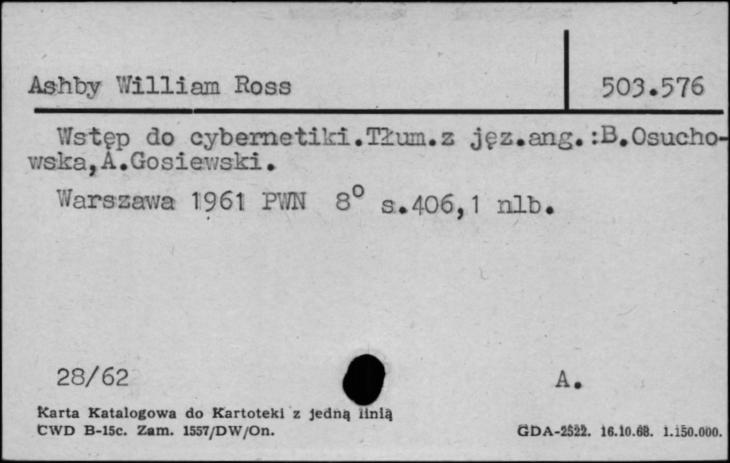 Ashby William Ross 503.576
Wstęp do cybernetiki.Tłum.z jęz.ang.:B.Osucho-
wska,A.Gosiewski.
Warszawa 1961 PWN 8° s.406,1 nlb.
28/62 A.
Karta Katalogowa do Kartoteki z jedną linią
CWD B-15c. Zam. 1557/DW/On. GDA-2522. 16.10.68. 1.150.000.